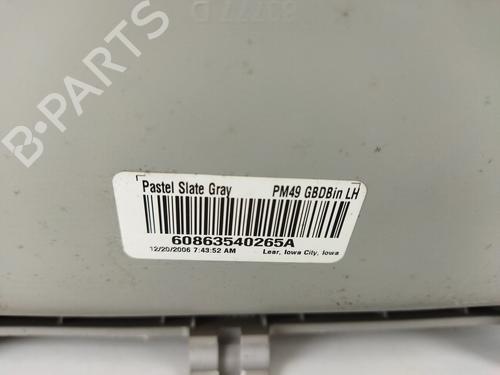 Pastel Slate Gray PM49 GBDBin LH
60863540265A
12/20/2006 7:43:52 AM Lear, Iowa City, Iowa
B-PARTS